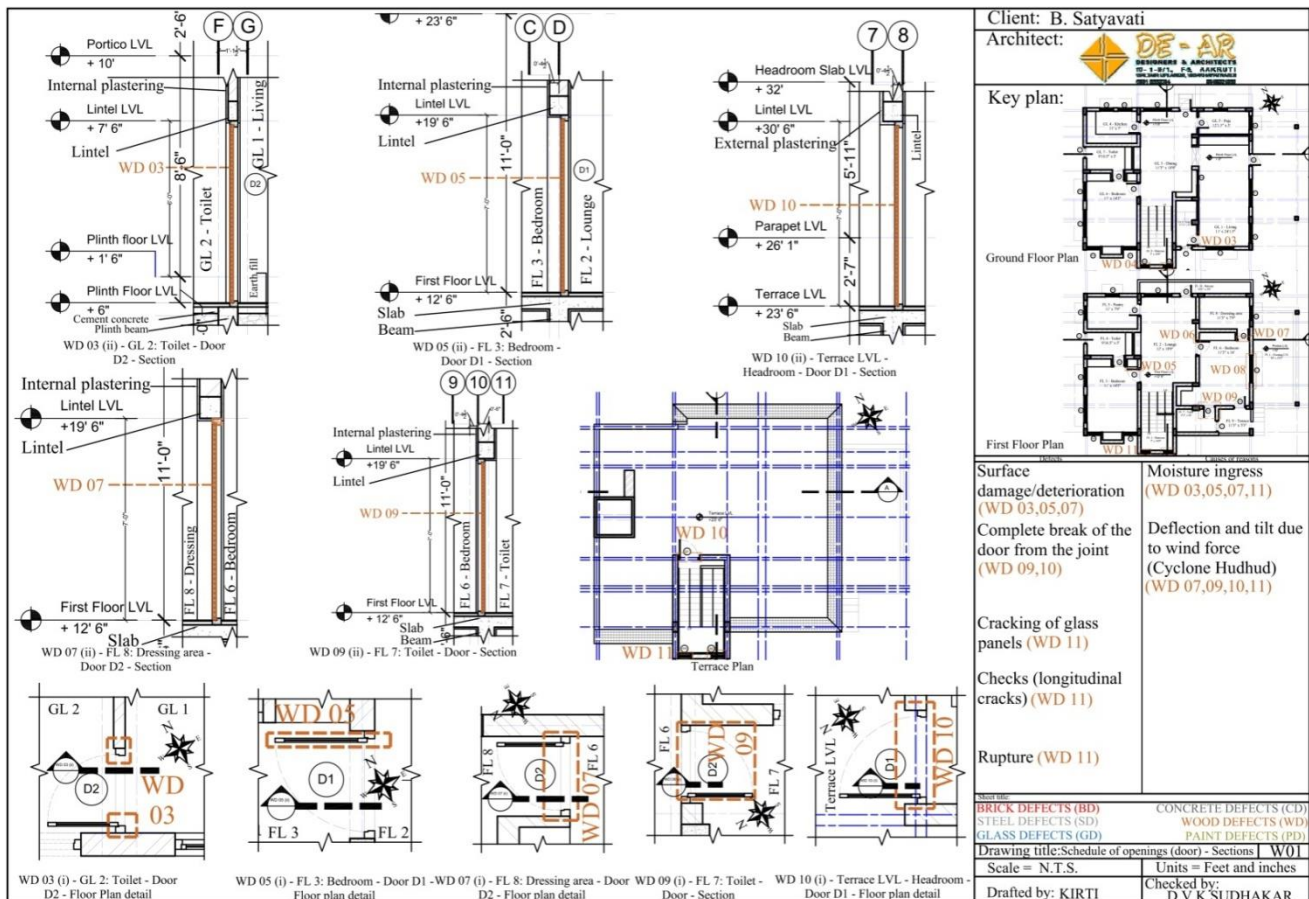 F G
2'-6"
Portico LVL
+ 10'
Internal plastering
Lintel LVL
+ 7' 6"
Lintel
WD 03
8'-6"
GL 1 - Living
D2
GL 2 - Toilet
Plinth floor LVL
+ 1' 6"
Plinth Floor LVL
+ 6"
Earth fill
Cement concrete
Plinth beam
WD 03 (ii) - GL 2: Toilet - Door
D2 - Section
+ 23' 6"
C D
Internal plastering
Lintel LVL
+19' 6"
Lintel
11'-0"
WD 05
D1
FL 3 - Bedroom
FL 2 - Lounge
First Floor LVL
+ 12' 6"
Slab
Beam
2'-6"
WD 05 (ii) - FL 3: Bedroom -
Door D1 - Section
7 8
Headroom Slab LVL
+ 32'
Lintel LVL
+30' 6"
External plastering
Lintel
5'-11"
WD 10
Parapet LVL
+ 26' 1"
2'-7"
Terrace LVL
+ 23' 6"
Slab
Beam
WD 10 (ii) - Terrace LVL -
Headroom - Door D1 - Section
Internal plastering
Lintel LVL
+19' 6"
Lintel
11'-0"
WD 07
FL 8 - Dressing
FL 6 - Bedroom
First Floor LVL
+ 12' 6"
Slab
WD 07 (ii) - FL 8: Dressing area -
Door D2 - Section
9 10 11
Internal plastering
Lintel LVL
+19' 6"
Lintel
11'-0"
WD 09
FL 6 - Bedroom
FL 7 - Toilet
First Floor LVL
+ 12' 6"
Slab
Beam
WD 09 (ii) - FL 7: Toilet - Door - Section
A
Terrace LVL
WD 10
WD 11
Terrace Plan
GL 2
GL 1
D2
WD
03
WD 03 (i) - GL 2: Toilet - Door
D2 - Floor Plan detail
WD 05
D1
FL 3
FL 2
WD 05 (i) - FL 3: Bedroom - Door D1 -
Floor Plan detail
FL 8
D2
FL 6
WD 07
WD 07 (i) - FL 8: Dressing area - Door
D2 - Floor Plan detail
FL 6
WD
09
D2
FL 7
WD 09 (i) - FL 7: Toilet -
Door - Section
Terrace LVL
D1
WD 10
WD 10 (i) - Terrace LVL - Headroom -
Door D1 - Floor Plan detail
Client: B. Satyavati
Architect:
DE - AR
DESIGNERS & ARCHITECTS
Key plan:
WD 03
WD 04
Ground Floor Plan
WD 06
WD 07
WD 05
WD 08
WD 09
First Floor Plan
WD 11
Defects
Causes or reasons
Surface
damage/deterioration
(WD 03,05,07)
Moisture ingress
(WD 03,05,07,11)
Complete break of the
door from the joint
(WD 09,10)
Deflection and tilt due
to wind force
(Cyclone Hudhud)
(WD 07,09,10,11)
Cracking of glass
panels (WD 11)
Checks (longitudinal
cracks) (WD 11)
Rupture (WD 11)
Sheet title:
BRICK DEFECTS (BD) CONCRETE DEFECTS (CD)
STEEL DEFECTS (SD) WOOD DEFECTS (WD)
GLASS DEFECTS (GD) PAINT DEFECTS (PD)
Drawing title:Schedule of openings (door) - Sections W01
Scale = N.T.S. Units = Feet and inches
Drafted by: KIRTI
Checked by:
D.V.K.SUDHAKAR